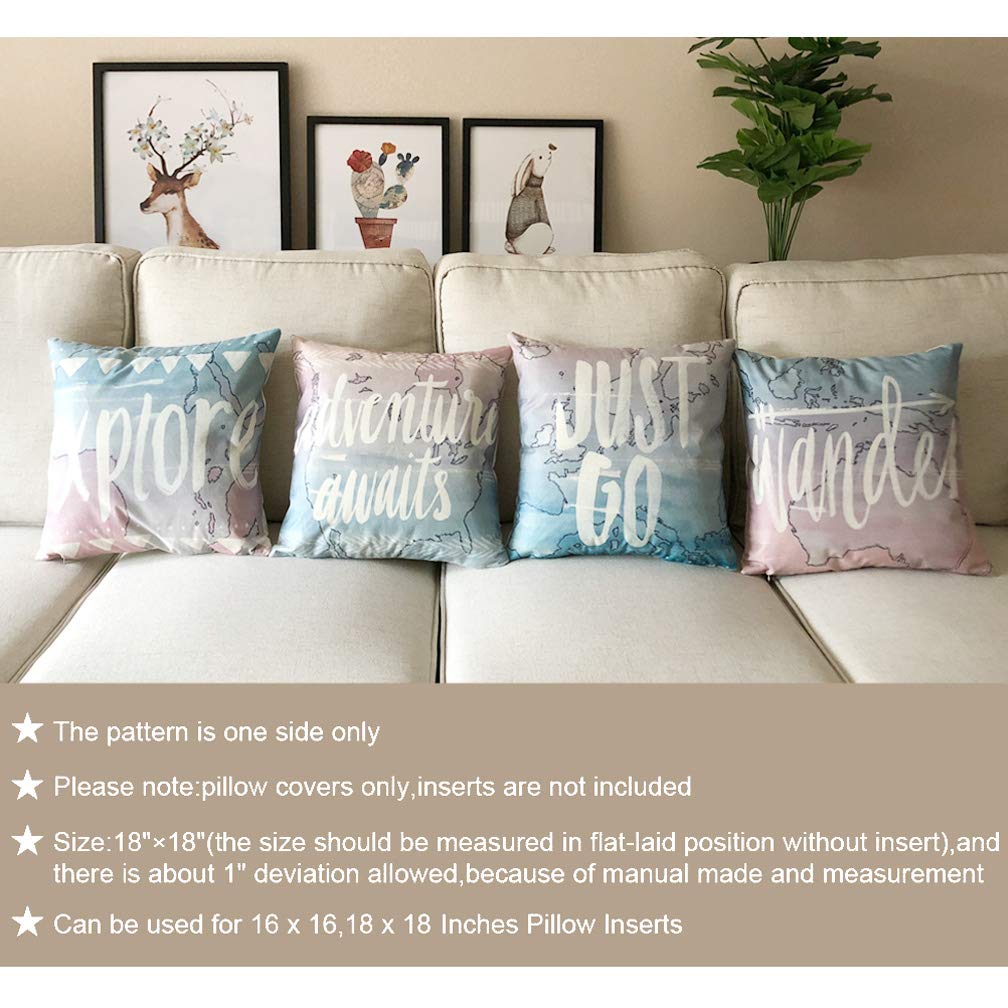 xplore
adventure
awaits
JUST
GO
wander
The pattern is one side only
Please note:pillow covers only,inserts are not included
Size:18"×18"(the size should be measured in flat-laid position without insert),and
there is about 1" deviation allowed,because of manual made and measurement
Can be used for 16 x 16,18 x 18 Inches Pillow Inserts